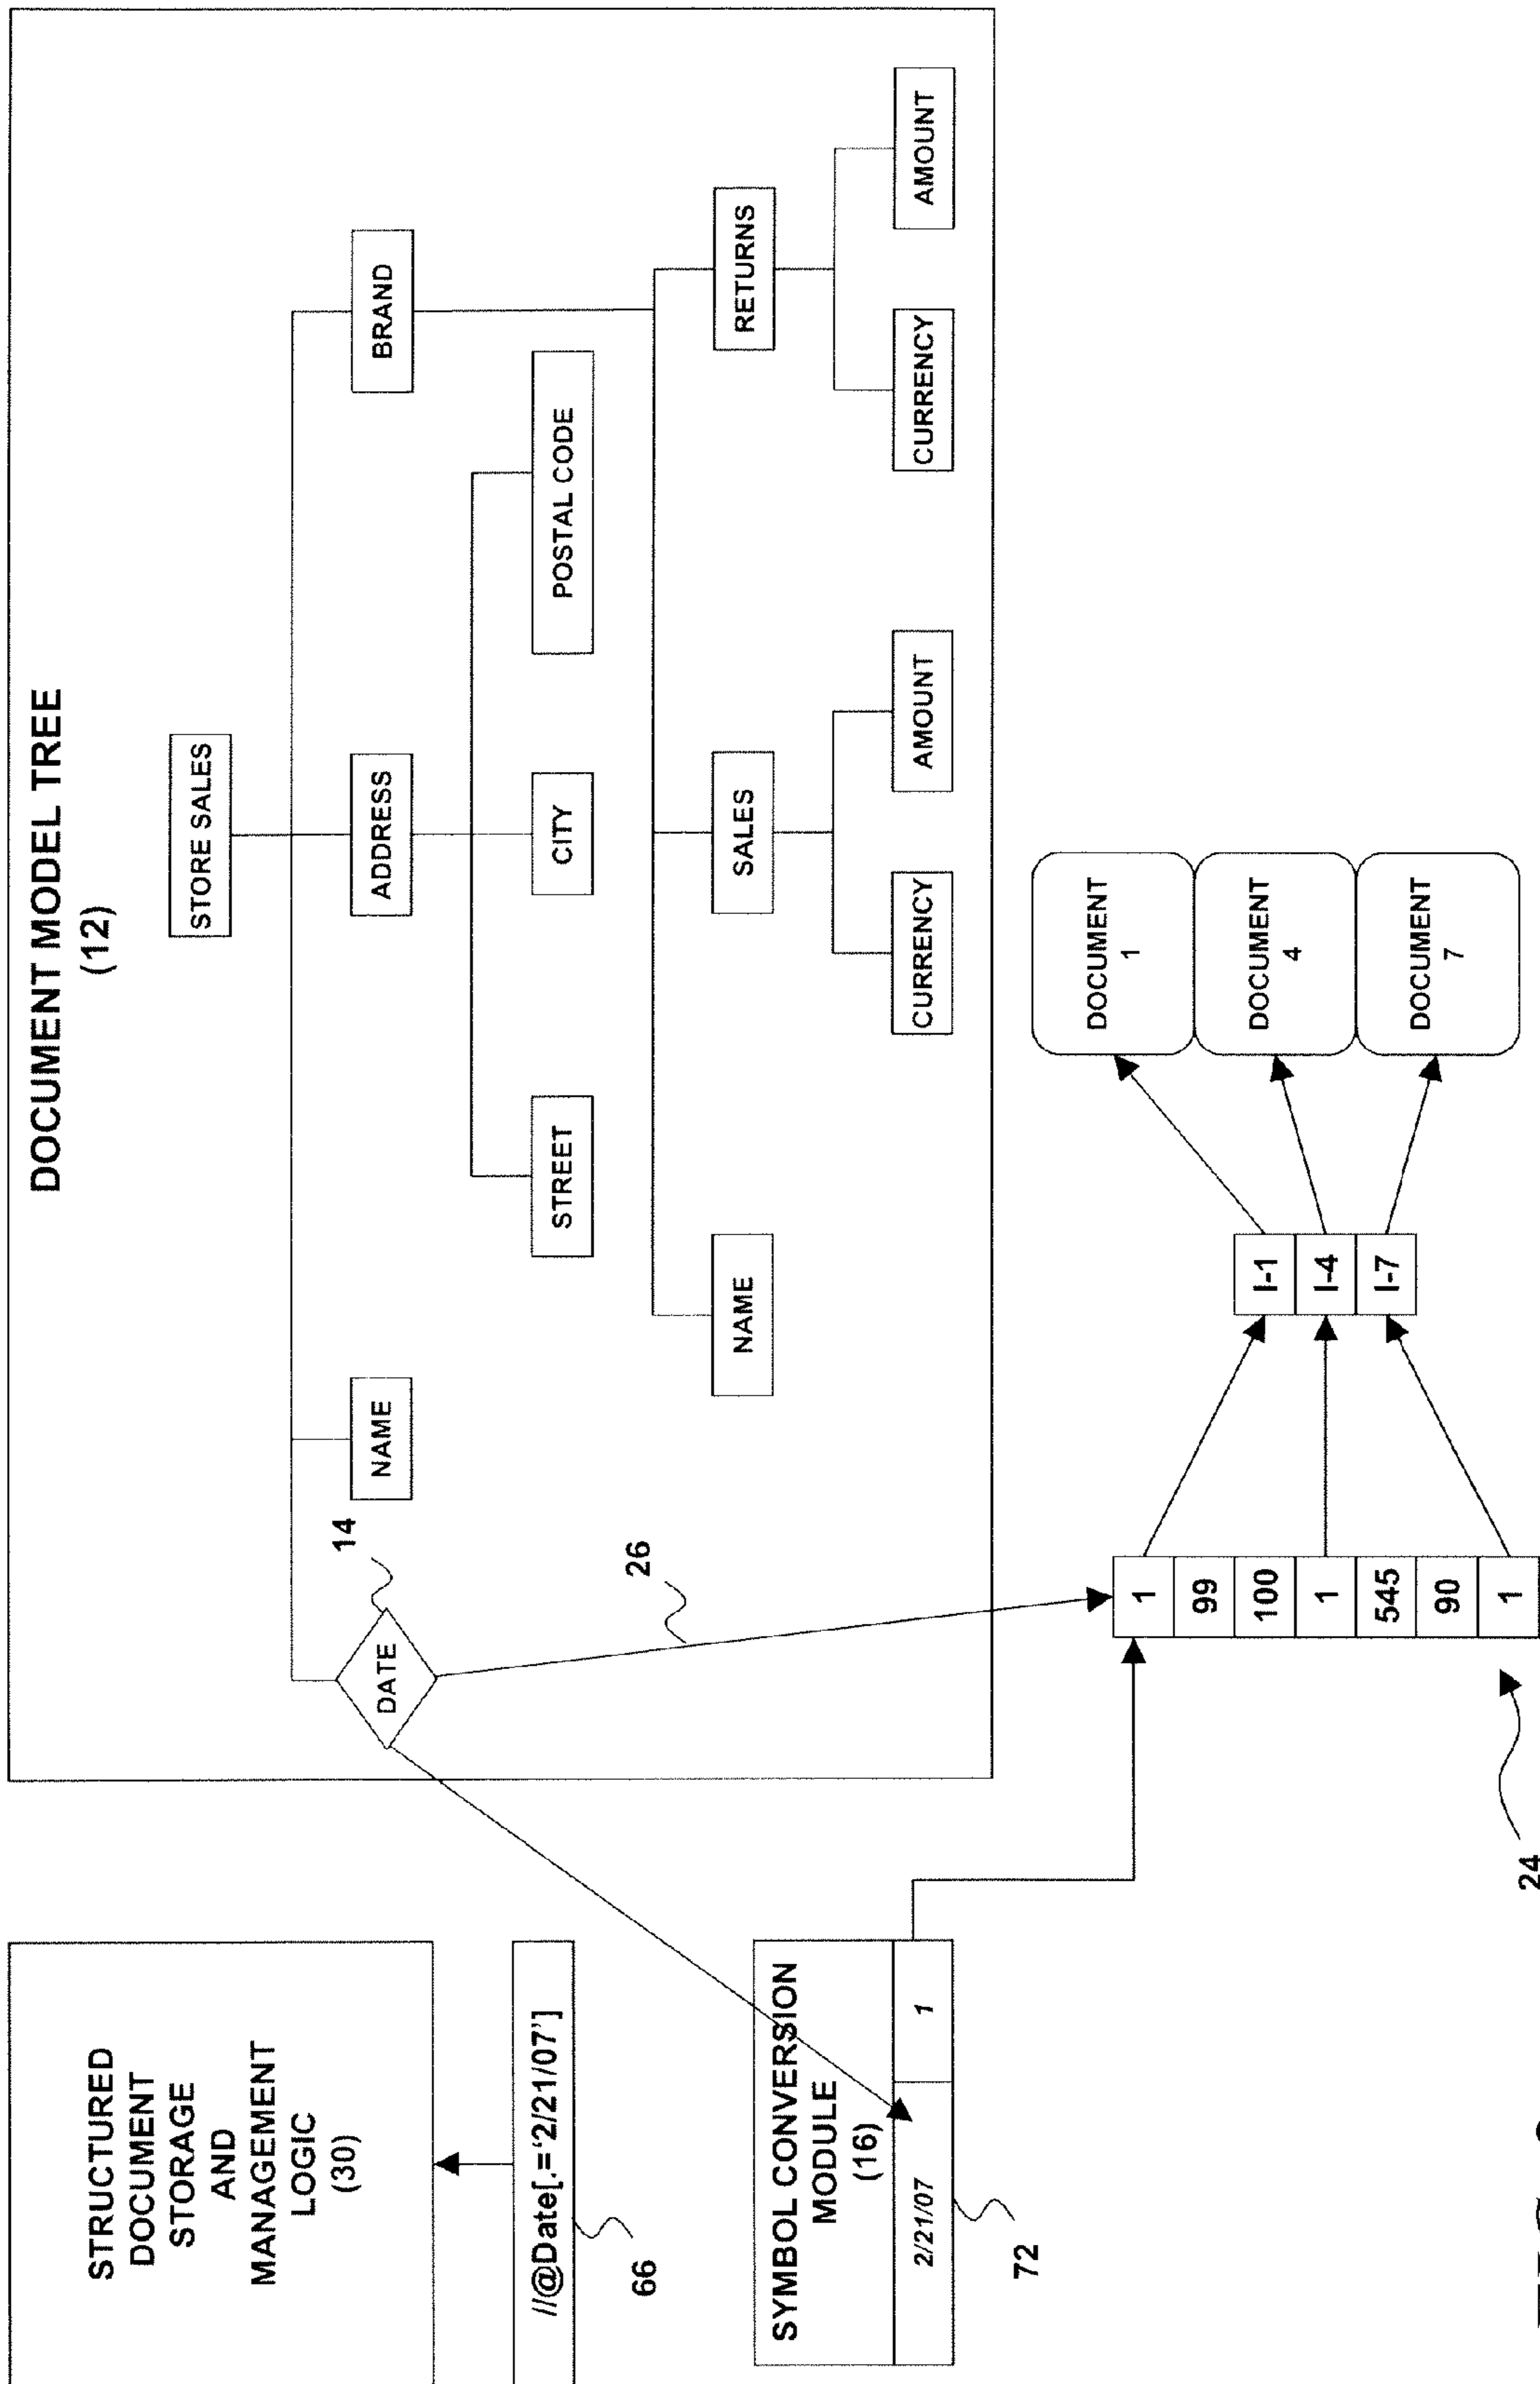 STRUCTURED
DOCUMENT
STORAGE
AND
MANAGEMENT
LOGIC
(30)
//@Date[.='2/21/07']
66
SYMBOL CONVERSION
MODULE
(16)
2/21/07
1
72
DOCUMENT MODEL TREE
(12)
STORE SALES
DATE
14
NAME
ADDRESS
BRAND
STREET
CITY
POSTAL CODE
NAME
SALES
RETURNS
CURRENCY
AMOUNT
CURRENCY
AMOUNT
26
1
99
100
1
545
90
1
24
I-1
I-4
I-7
DOCUMENT
1
DOCUMENT
4
DOCUMENT
7